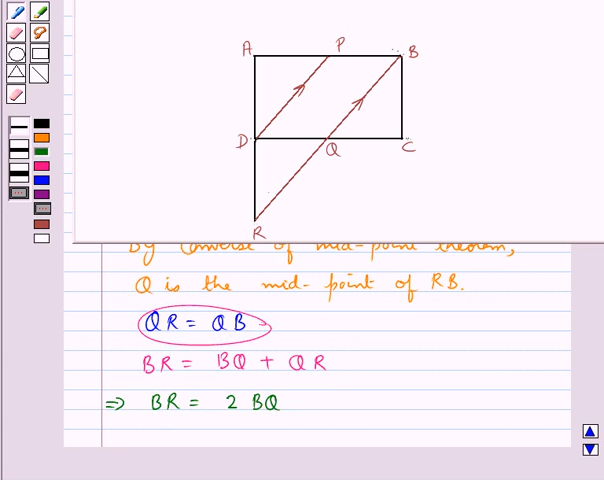 A P B
D Q C
R
By converse of mid-point theorem,
Q is the mid-point of RB.
QR = QB
BR = BQ + QR
⇒ BR = 2 BQ